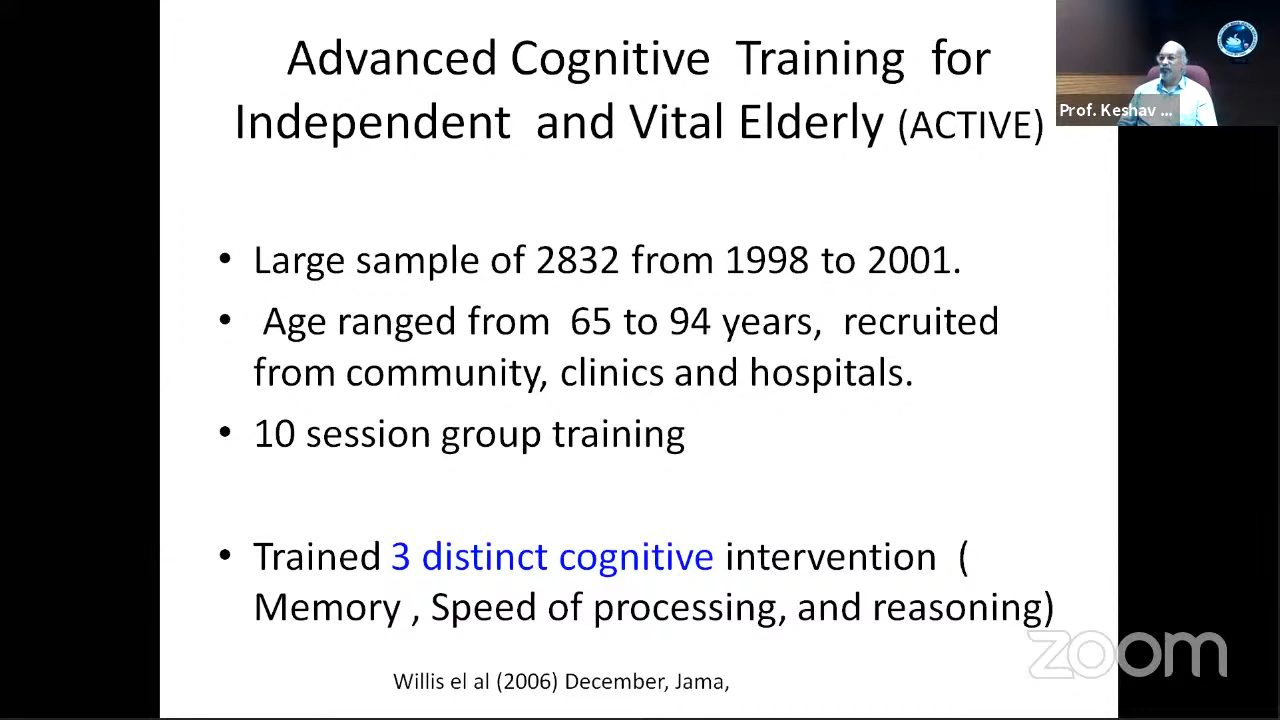 Advanced Cognitive Training for
Independent and Vital Elderly (ACTIVE)
Prof. Keshav ...
• Large sample of 2832 from 1998 to 2001.
• Age ranged from 65 to 94 years, recruited
from community, clinics and hospitals.
• 10 session group training
• Trained 3 distinct cognitive intervention (
Memory , Speed of processing, and reasoning)
zoom
Willis el al (2006) December, Jama,